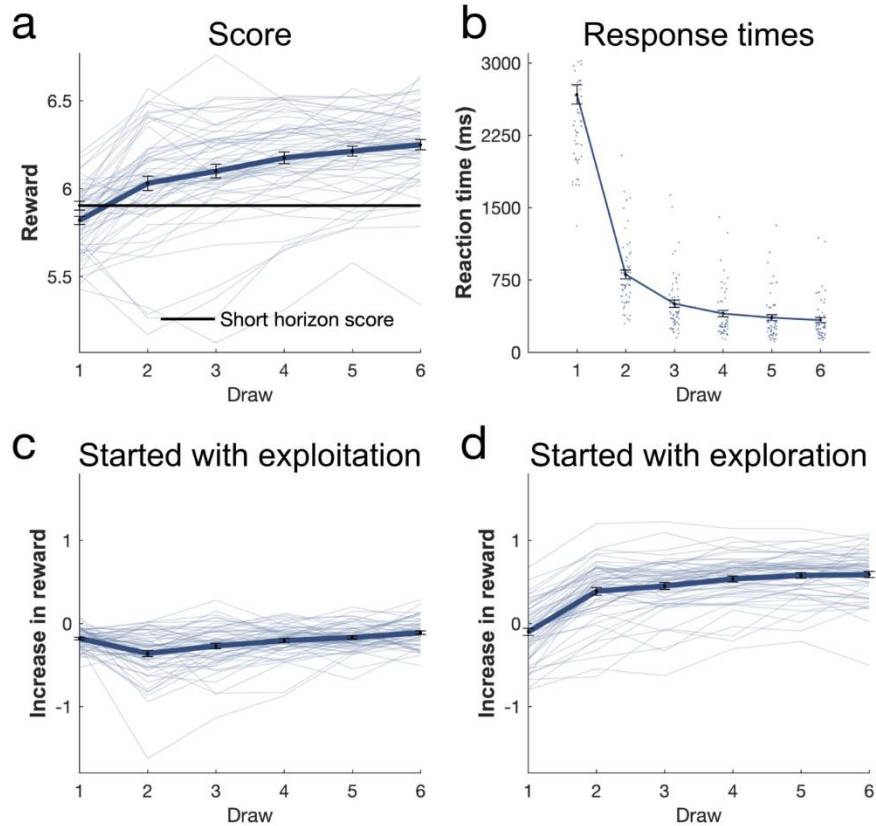 a
Score
Reward
6.5
6
5.5
Short horizon score
1 2 3 4 5 6
Draw
b
Response times
Reaction time (ms)
3000
2250
1500
750
0
1 2 3 4 5 6
Draw
c
Started with exploitation
Increase in reward
1
0
-1
1 2 3 4 5 6
Draw
d
Started with exploration
Increase in reward
1
0
-1
1 2 3 4 5 6
Draw